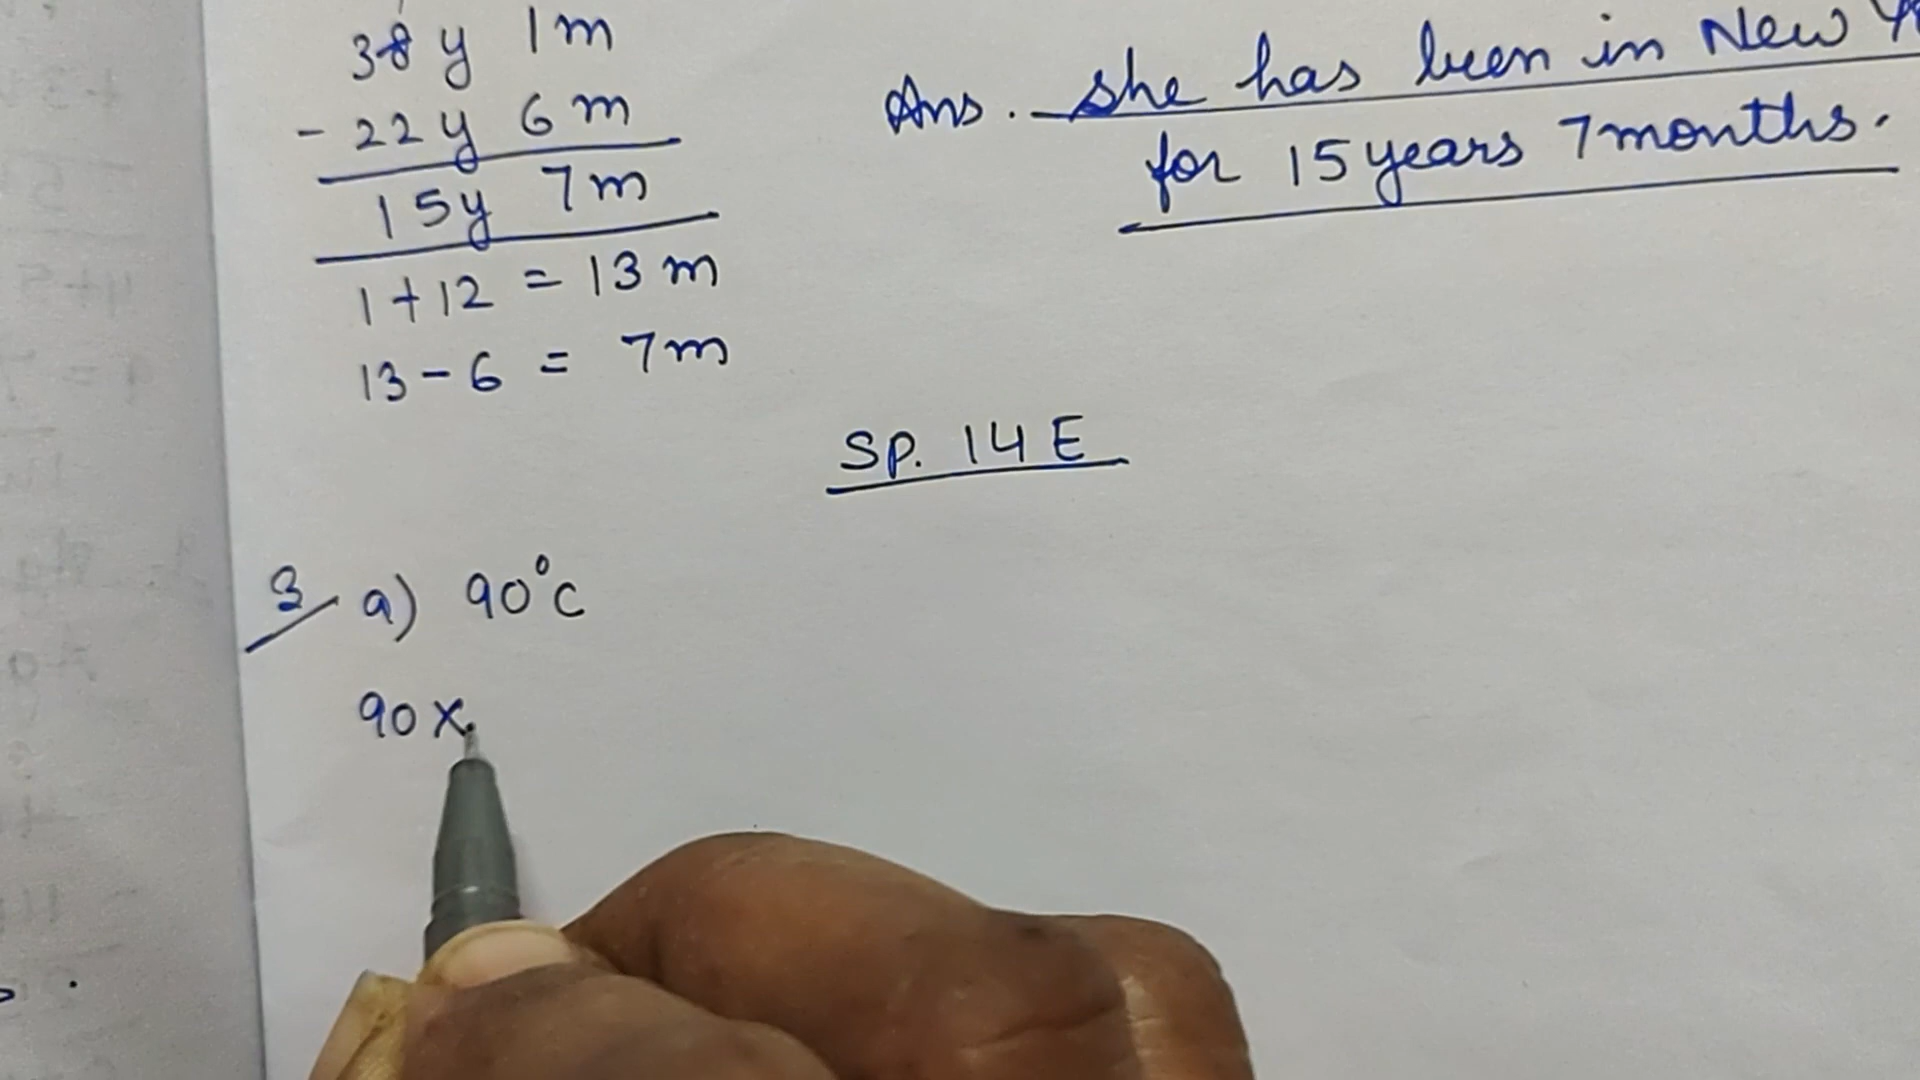 38 y 1 m
- 22 y 6 m
15 y 7 m
1 + 12 = 13 m
13 - 6 = 7 m
Ans. She has been in New
for 15 years 7 months.
SP. 14 E
3 a) 90°C
90 x